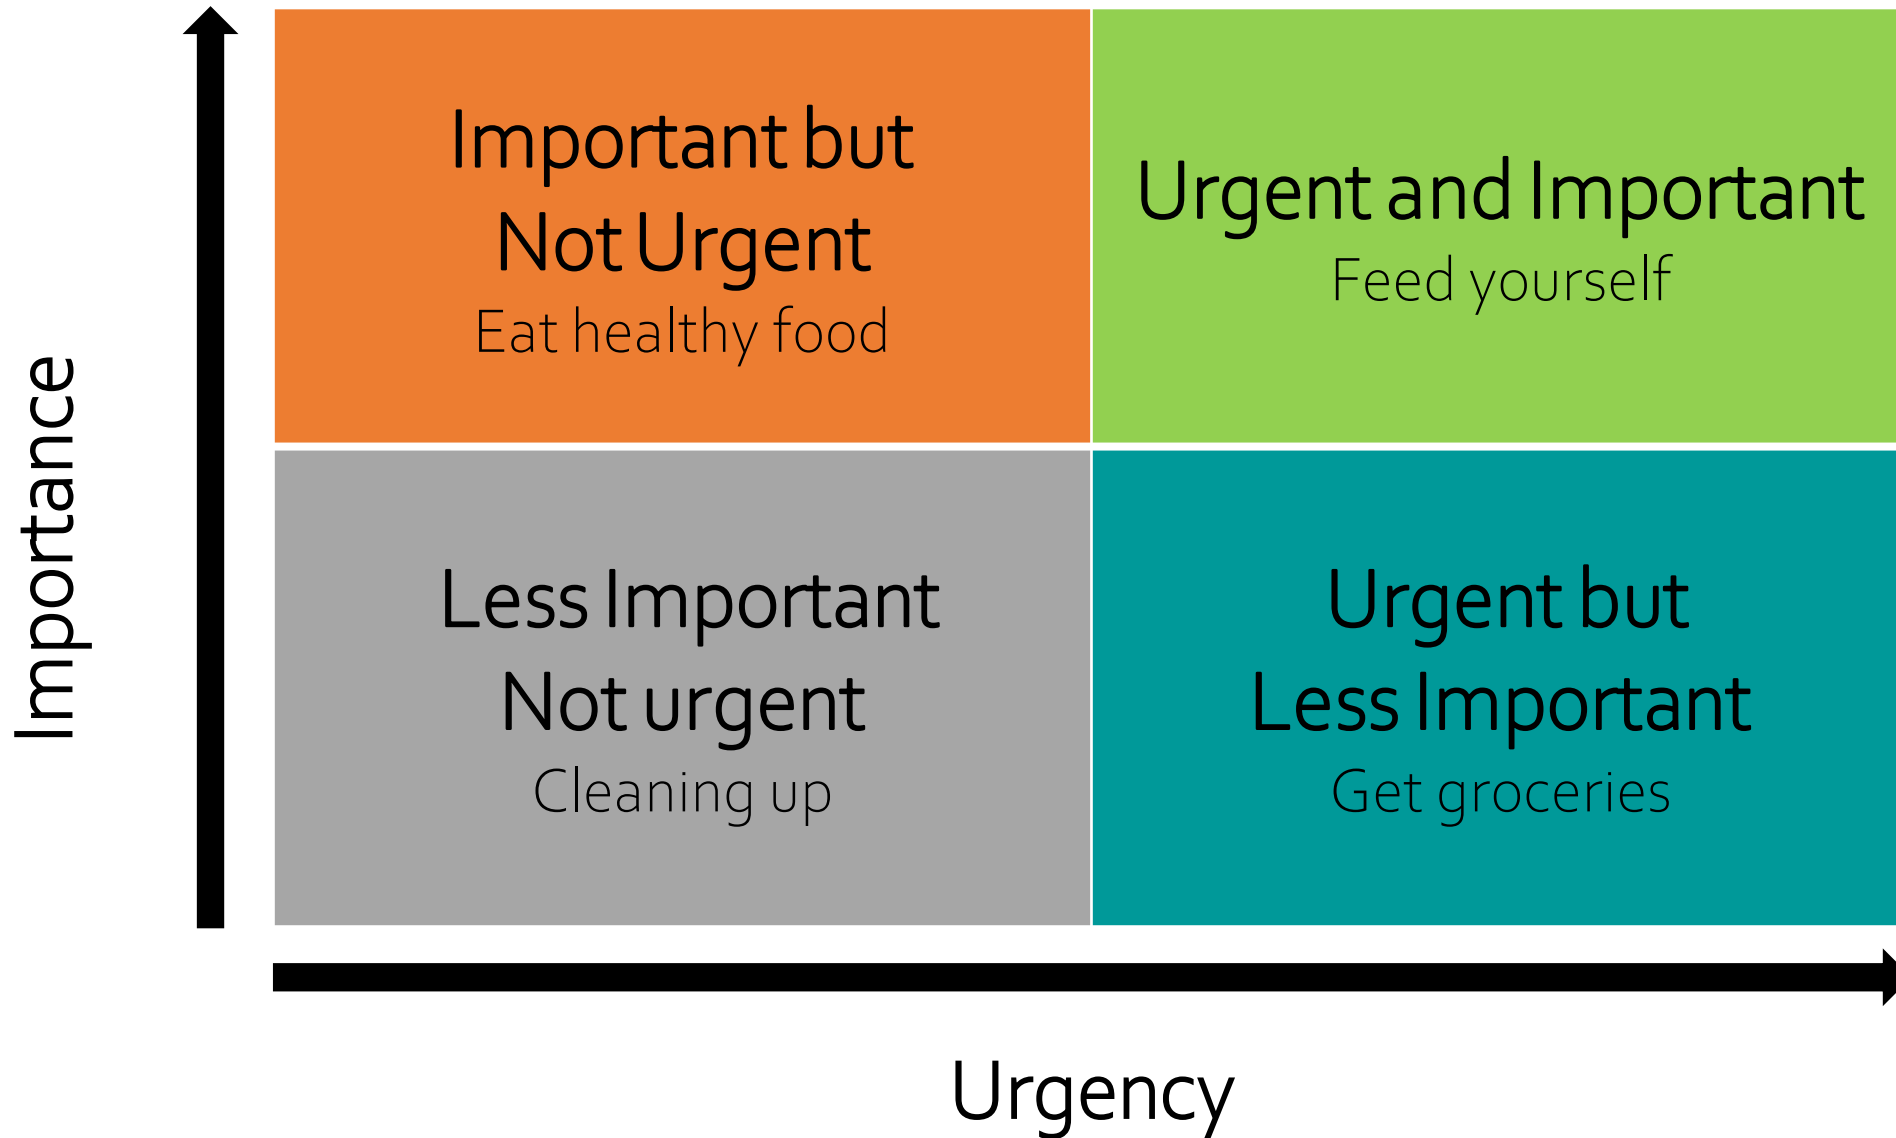 Important but
Not Urgent
Eat healthy food
Urgent and Important
Feed yourself
Importance
Less Important
Not urgent
Cleaning up
Urgent but
Less Important
Get groceries
Urgency